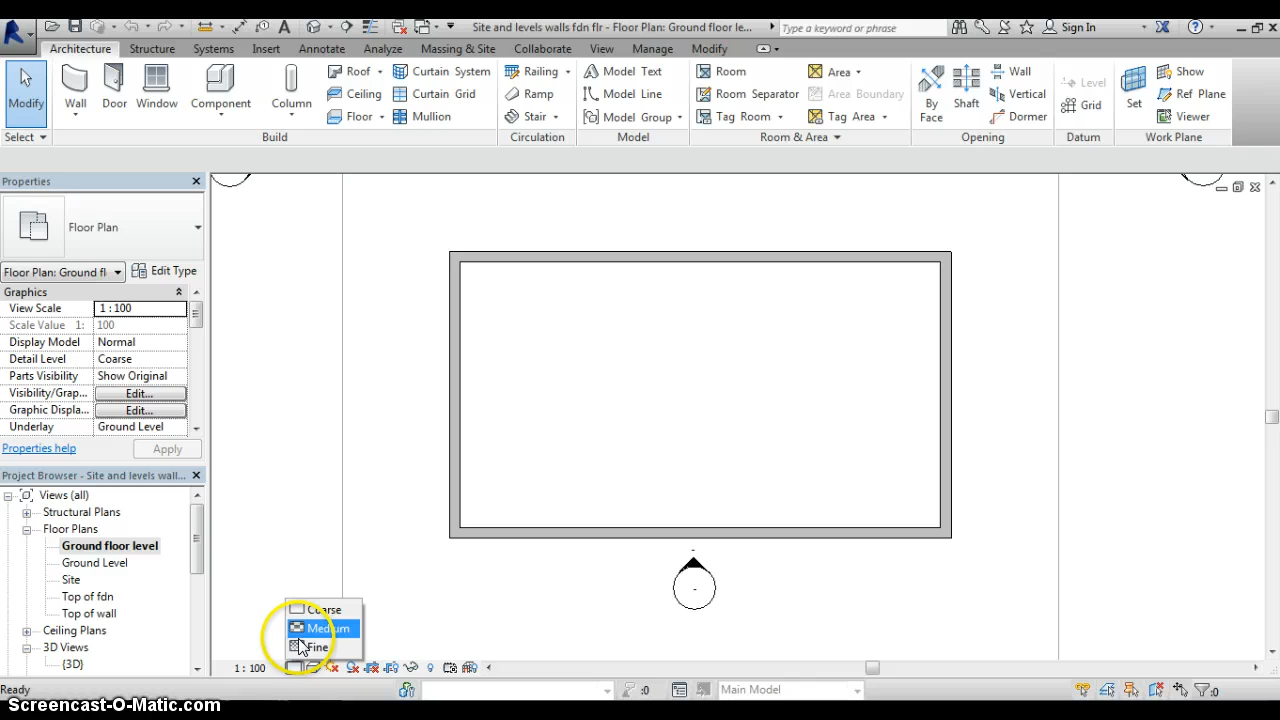 Site and levels walls fdn flr - Floor Plan: Ground floor le...
Type a keyword or phrase
Sign In
Architecture Structure Systems Insert Annotate Analyze Massing & Site Collaborate View Manage Modify
Modify Wall Door Window Component Column
Roof Ceiling Floor
Curtain System Curtain Grid Mullion
Railing Ramp Stair
Model Text Model Line Model Group
Room Room Separator Tag Room
Area Area Boundary Tag Area
By Face Shaft Wall Vertical Dormer
Level Grid
Set Show Ref Plane Viewer
Select Build Circulation Model Room & Area Opening Datum Work Plane
Properties
Floor Plan
Floor Plan: Ground fl Edit Type
Graphics
View Scale 1 : 100
Scale Value 1: 100
Display Model Normal
Detail Level Coarse
Parts Visibility Show Original
Visibility/Grap... Edit...
Graphic Displa... Edit...
Underlay Ground Level
Properties help Apply
Project Browser - Site and levels wall...
Views (all)
Structural Plans
Floor Plans
Ground floor level
Ground Level
Site
Top of fdn
Top of wall
Ceiling Plans
3D Views
{3D}
Coarse
Medium
Fine
1 : 100
Ready
:0
Main Model
:0
Screencast-O-Matic.com